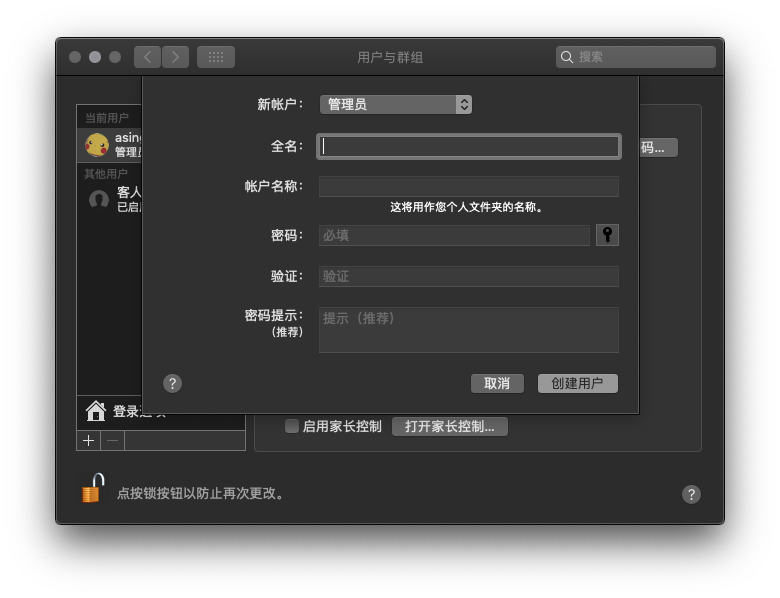 用户与群组
搜索
当前用户
asing
管理员
其他用户
客人
已启
登录选项
新帐户：
管理员
全名：
帐户名称：
这将用作您个人文件夹的名称。
密码：
必填
验证：
验证
密码提示：
（推荐）
提示（推荐）
?
取消
创建用户
码...
启用家长控制
打开家长控制...
点按锁按钮以防止再次更改。
?